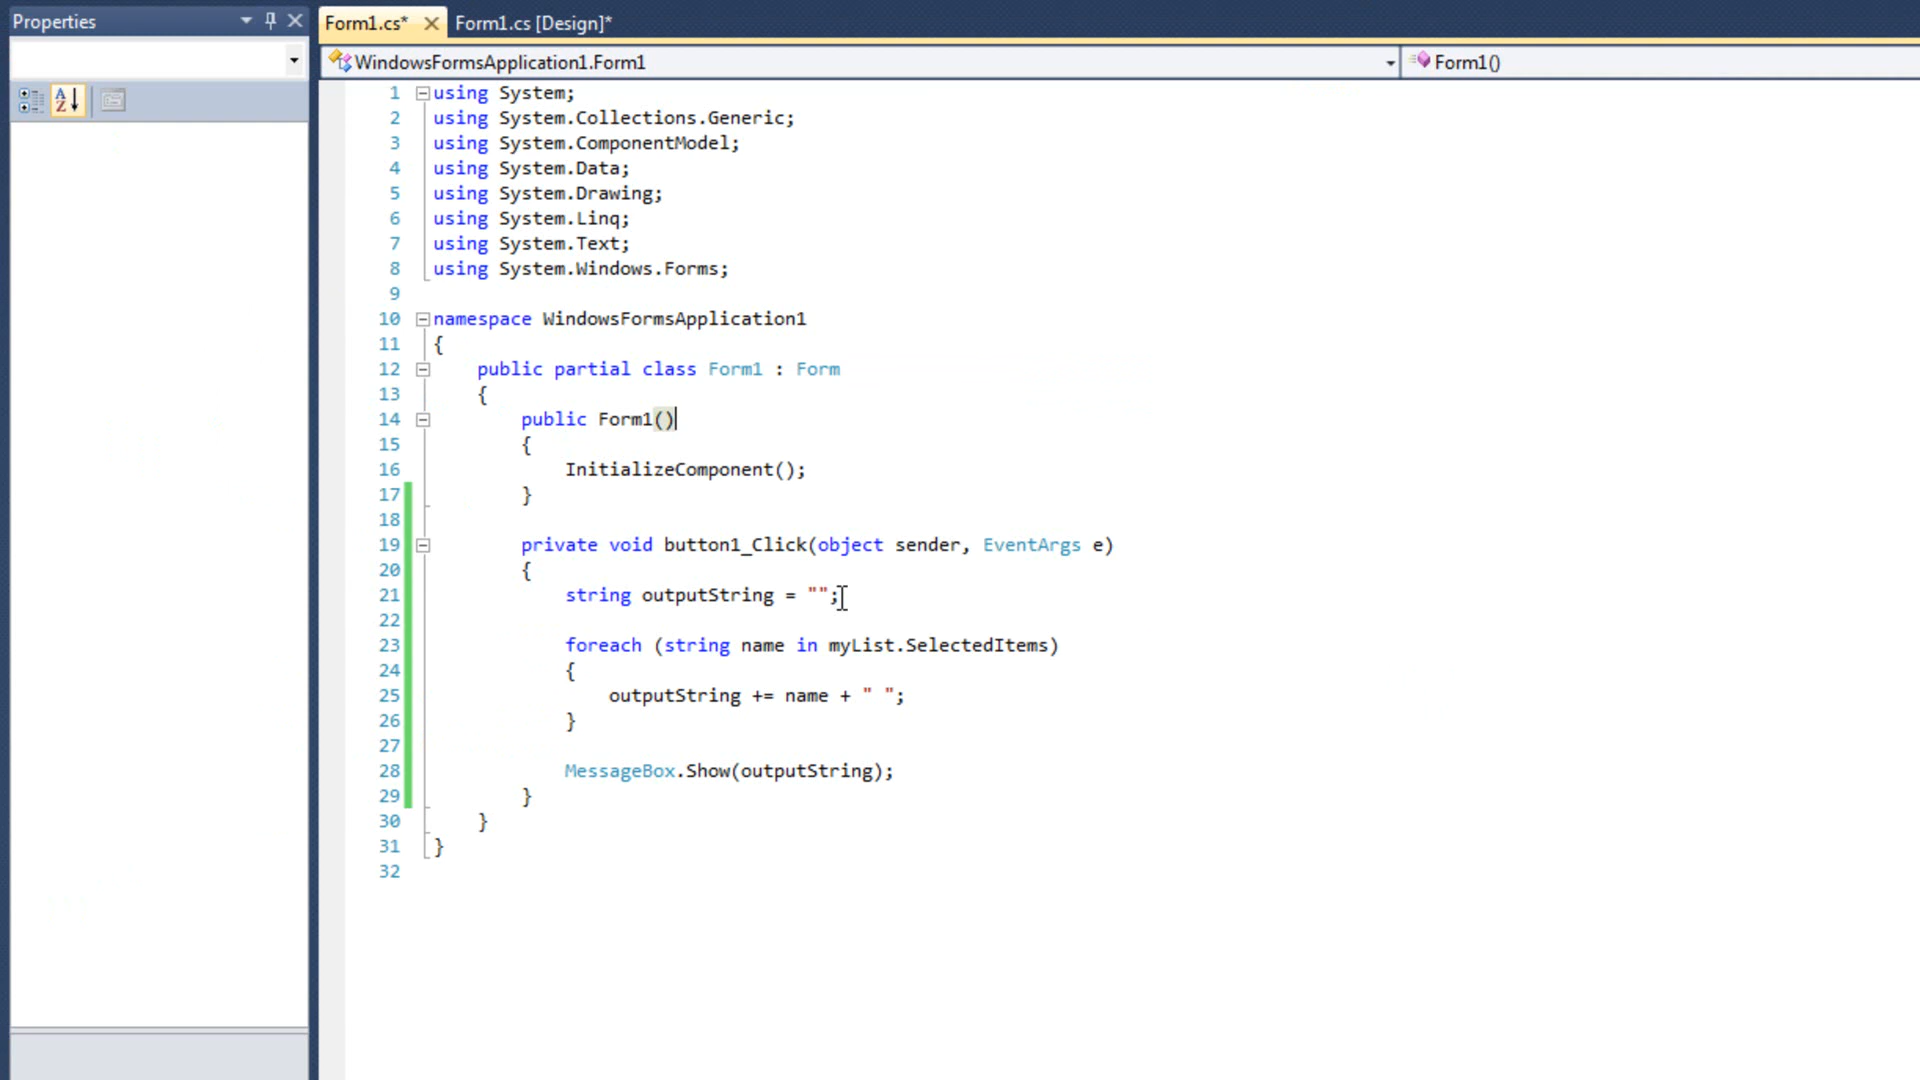 Properties
Form1.cs* Form1.cs [Design]*
WindowsFormsApplication1.Form1 Form1()
1 using System;
2 using System.Collections.Generic;
3 using System.ComponentModel;
4 using System.Data;
5 using System.Drawing;
6 using System.Linq;
7 using System.Text;
8 using System.Windows.Forms;
9
10 namespace WindowsFormsApplication1
11 {
12 public partial class Form1 : Form
13 {
14 public Form1()
15 {
16 InitializeComponent();
17 }
18
19 private void button1_Click(object sender, EventArgs e)
20 {
21 string outputString = "";
22
23 foreach (string name in myList.SelectedItems)
24 {
25 outputString += name + " ";
26 }
27
28 MessageBox.Show(outputString);
29 }
30 }
31 }
32